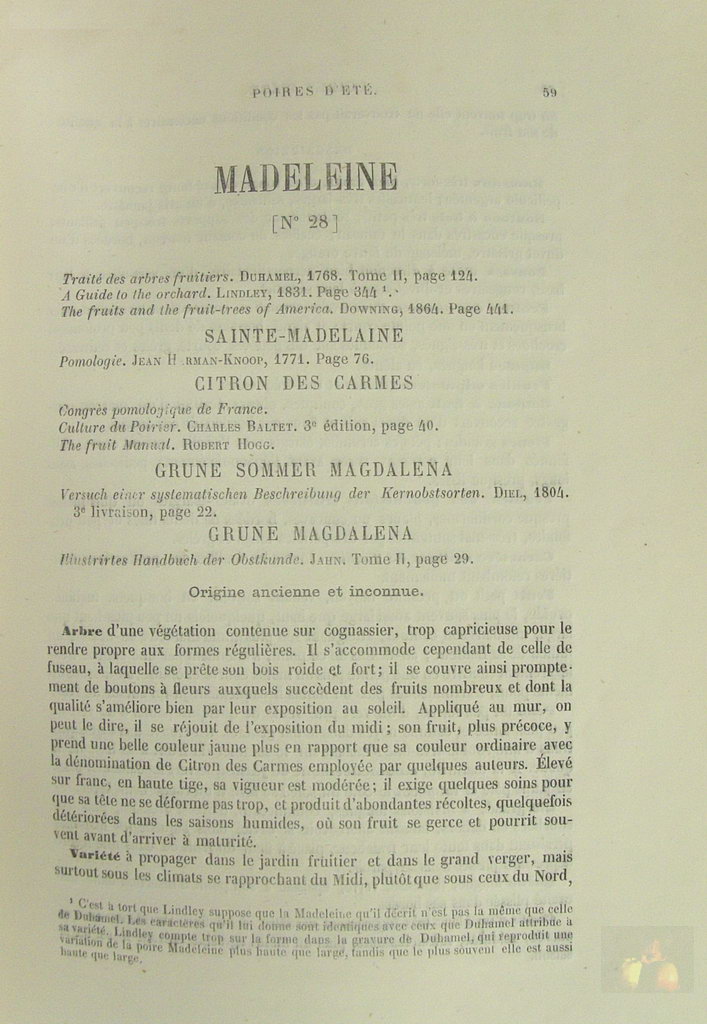 POIRES D'ÉTÉ.
59
MADELEINE
[N° 28]
Traité des arbres fruitiers. DUHAMEL, 1768. Tome II, page 124.
A Guide to the orchard. LINDLEY, 1831. Page 344 ¹.
The fruits and the fruit-trees of America. DOWNING, 1864. Page 441.
SAINTE-MADELAINE
Pomologie. JEAN H RMAN-KNOOP, 1771. Page 76.
CITRON DES CARMES
Congrès pomologique de France.
Culture du Poirier. CHARLES BALTET. 3e édition, page 40.
The fruit Manual. ROBERT HOGG.
GRUNE SOMMER MAGDALENA
Versuch einer systematischen Beschreibung der Kernobstsorten. DIEL, 1804.
3e livraison, page 22.
GRUNE MAGDALENA
Illustrirtes Handbuch der Obstkunde. JAHN. Tome II, page 29.
Origine ancienne et inconnue.
Arbre d'une végétation contenue sur cognassier, trop capricieuse pour le
rendre propre aux formes régulières. Il s'accommode cependant de celle de
fuseau, à laquelle se prête son bois roide et fort; il se couvre ainsi prompte-
ment de boutons à fleurs auxquels succèdent des fruits nombreux et dont la
qualité s'améliore bien par leur exposition au soleil. Appliqué au mur, on
peut le dire, il se réjouit de l'exposition du midi; son fruit, plus précoce, y
prend une belle couleur jaune plus en rapport que sa couleur ordinaire avec
la dénomination de Citron des Carmes employée par quelques auteurs. Élevé
sur franc, en haute tige, sa vigueur est modérée; il exige quelques soins pour
que sa tête ne se déforme pas trop, et produit d'abondantes récoltes, quelquefois
détériorées dans les saisons humides, où son fruit se gerce et pourrit sou-
vent avant d'arriver à maturité.
Variété à propager dans le jardin fruitier et dans le grand verger, mais
surtout sous les climats se rapprochant du Midi, plutôt que sous ceux du Nord,
¹ C'est à tort que Lindley suppose que la Madeleine qu'il décrit n'est pas la même que celle
de Duhamel. Les caractères qu'il lui donne sont identiques avec ceux que Duhamel attribue à
sa variété. Lindley compte trop sur la forme dans la gravure de Duhamel, qui reproduit une
variation de la poire Madeleine plus haute que large, tandis que le plus souvent elle est aussi
haute que large.